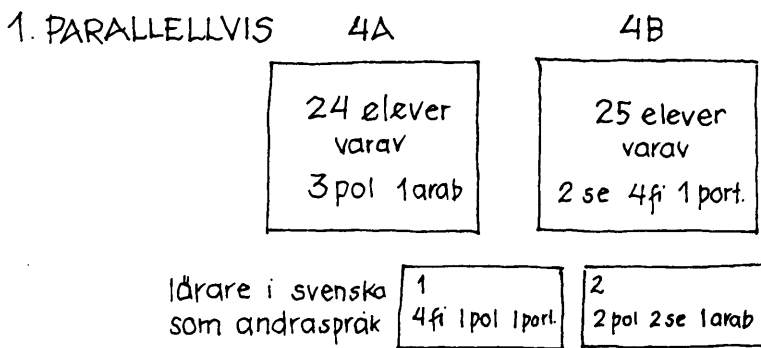 1. PARALLELLVIS 4A 4B
24 elever
varav
3 pol 1 arab
25 elever
varav
2 se 4 fi 1 port.
lärare i svenska
som andraspråk
1
4 fi 1 pol 1 port.
2
2 pol 2 se 1 arab